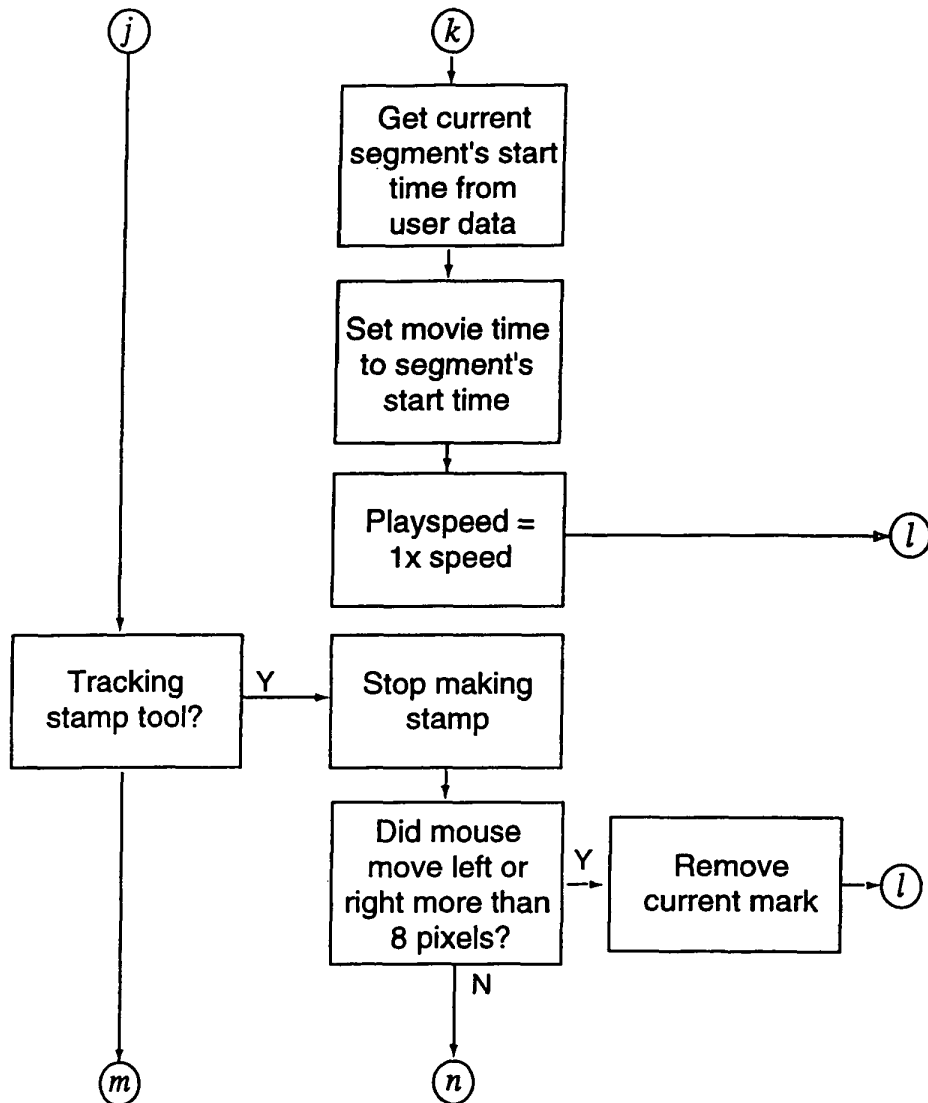 j
k
Get current
segment's start
time from
user data
Set movie time
to segment's
start time
Playspeed =
1x speed
l
Tracking
stamp tool?
Y
Stop making
stamp
Did mouse
move left or
right more than
8 pixels?
Y
Remove
current mark
l
N
m
n